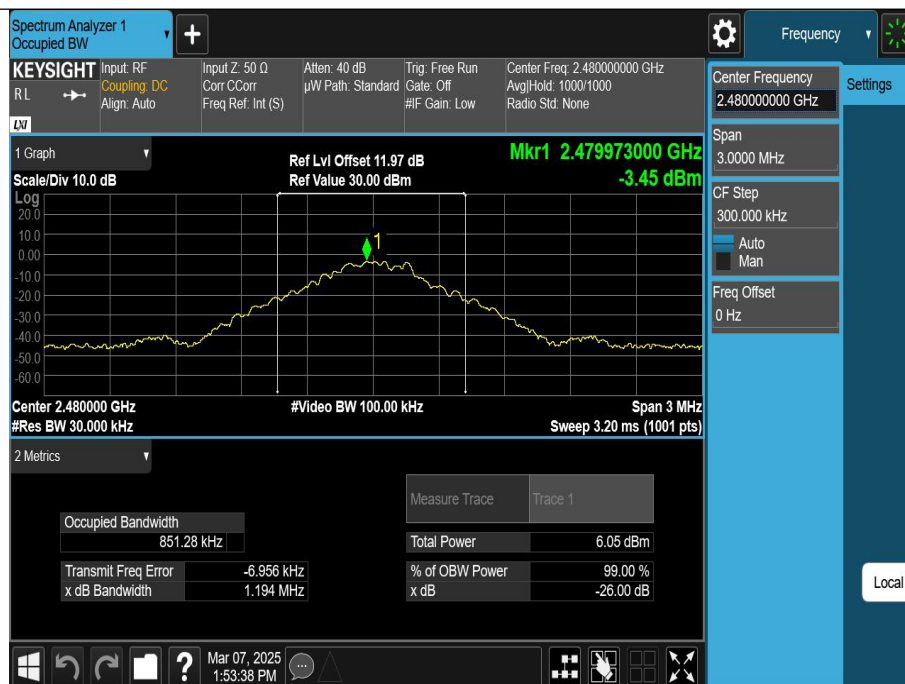 Spectrum Analyzer 1
Occupied BW
Frequency
KEYSIGHT
RL
LXI
Input: RF
Coupling: DC
Align: Auto
Input Z: 50 Ω
Corr CCorr
Freq Ref: Int (S)
Atten: 40 dB
µW Path: Standard
Trig: Free Run
Gate: Off
#IF Gain: Low
Center Freq: 2.480000000 GHz
Avg|Hold: 1000/1000
Radio Std: None
Center Frequency
2.480000000 GHz
Settings
Span
3.0000 MHz
CF Step
300.000 kHz
Auto
Man
Freq Offset
0 Hz
Local
1 Graph
Scale/Div 10.0 dB
Ref Lvl Offset 11.97 dB
Ref Value 30.00 dBm
Mkr1 2.479973000 GHz
-3.45 dBm
Log
20.0
10.0
0.00
-10.0
-20.0
-30.0
-40.0
-50.0
-60.0
1
Center 2.480000 GHz
#Res BW 30.000 kHz
#Video BW 100.00 kHz
Span 3 MHz
Sweep 3.20 ms (1001 pts)
2 Metrics
Measure Trace
Trace 1
Occupied Bandwidth
851.28 kHz
Total Power
6.05 dBm
Transmit Freq Error
-6.956 kHz
% of OBW Power
99.00 %
x dB Bandwidth
1.194 MHz
x dB
-26.00 dB
?
Mar 07, 2025
1:53:38 PM